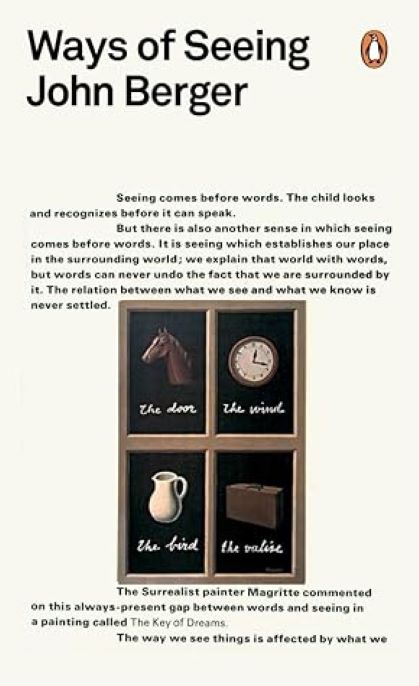 Ways of Seeing
John Berger
Seeing comes before words. The child looks
and recognizes before it can speak.
But there is also another sense in which seeing
comes before words. It is seeing which establishes our place
in the surrounding world; we explain that world with words,
but words can never undo the fact that we are surrounded by
it. The relation between what we see and what we know is
never settled.
the door
the wind
the bird
the valise
The Surrealist painter Magritte commented
on this always-present gap between words and seeing in
a painting called The Key of Dreams.
The way we see things is affected by what we